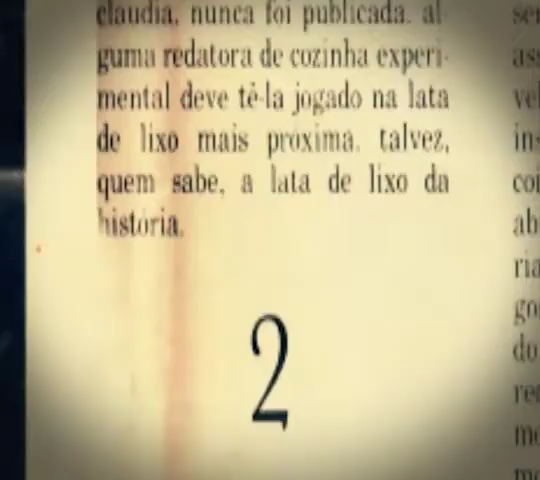 claudia, nunca foi publicada. al-
guma redatora de cozinha experi-
mental deve tê-la jogado na lata
de lixo mais próxima. talvez,
quem sabe, a lata de lixo da
história.
2